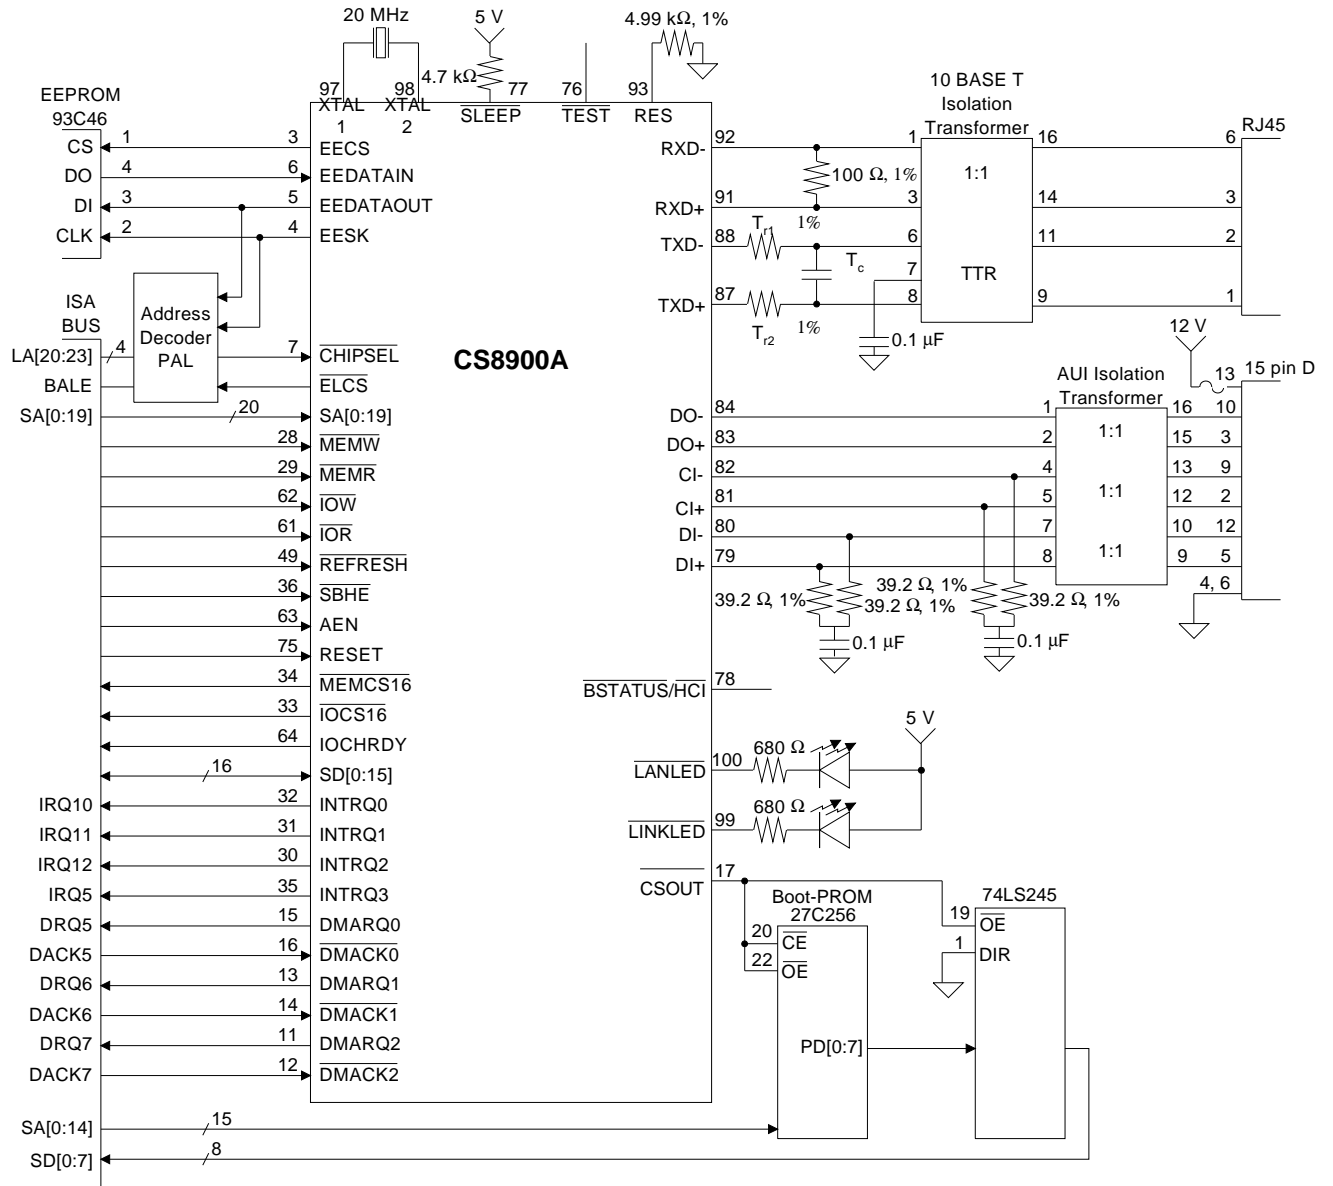 20 MHz
5 V
4.99 kΩ, 1%
4.7 kΩ
97
98
77
76
93
XTAL
1
XTAL
2
SLEEP
TEST
RES
EEPROM
93C46
CS 1 3 EECS
DO 4 6 EEDATAIN
DI 3 5 EEDATAOUT
CLK 2 4 EESK
ISA
BUS
Address
Decoder
PAL
LA[20:23] 4 7 CHIPSEL
BALE ELCS
SA[0:19] 20 SA[0:19]
28 MEMW
29 MEMR
62 IOW
61 IOR
49 REFRESH
36 SBHE
63 AEN
75 RESET
34 MEMCS16
33 IOCS16
64 IOCHRDY
16 SD[0:15]
IRQ10 32 INTRQ0
IRQ11 31 INTRQ1
IRQ12 30 INTRQ2
IRQ5 35 INTRQ3
DRQ5 15 DMARQ0
DACK5 16 DMACK0
DRQ6 13 DMARQ1
DACK6 14 DMACK1
DRQ7 11 DMARQ2
DACK7 12 DMACK2
SA[0:14] 15
SD[0:7] 8
CS8900A
10 BASE T
Isolation
Transformer
RJ45
RXD- 92 1 16 6
100 Ω, 1%
1:1
RXD+ 91 3 14 3
1%
Tr1
TXD- 88 6 11 2
Tc
7
TTR
TXD+ 87 8 9 1
Tr2
1%
0.1 µF
12 V
13
15 pin D
AUI Isolation
Transformer
DO- 84 1 16 10
1:1
DO+ 83 2 15 3
CI- 82 4 13 9
1:1
CI+ 81 5 12 2
DI- 80 7 10 12
1:1
DI+ 79 8 9 5
4, 6
39.2 Ω, 1%
39.2 Ω, 1%
39.2 Ω, 1%
39.2 Ω, 1%
0.1 µF
0.1 µF
BSTATUS/HCI 78
5 V
LANLED 100 680 Ω
LINKLED 99 680 Ω
CSOUT 17
Boot-PROM
27C256
20 CE
22 OE
PD[0:7]
74LS245
19 OE
1 DIR